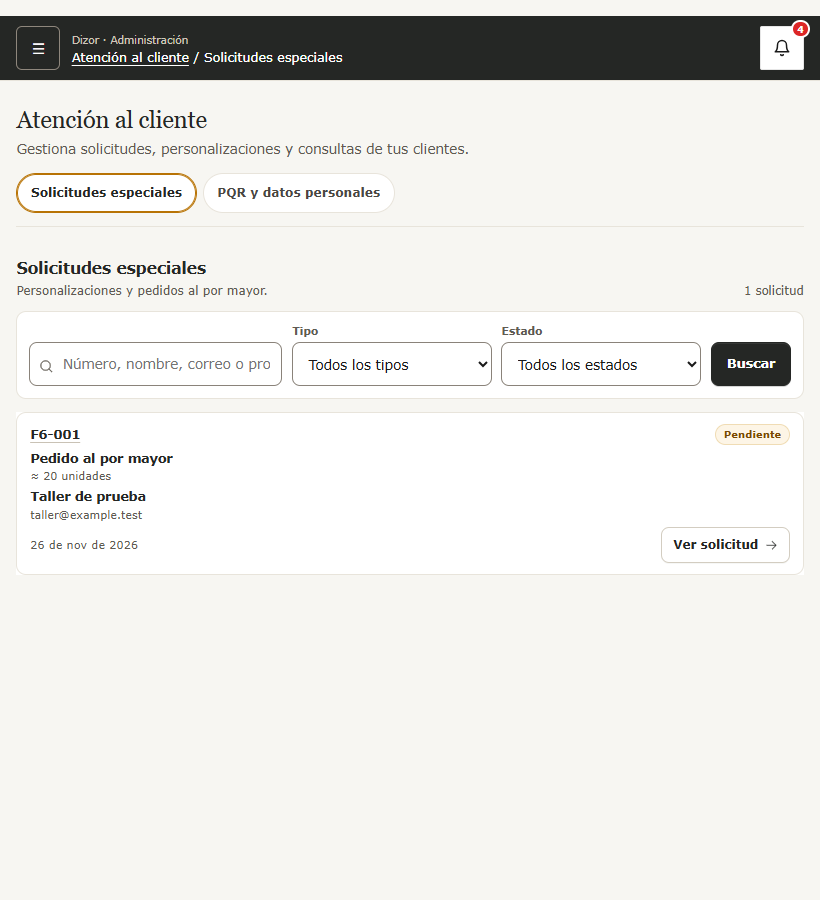 4
Dizor · Administración
Atención al cliente / Solicitudes especiales
Atención al cliente
Gestiona solicitudes, personalizaciones y consultas de tus clientes.
Solicitudes especiales
PQR y datos personales
Solicitudes especiales
Personalizaciones y pedidos al por mayor.
1 solicitud
Tipo
Estado
Número, nombre, correo o pro
Todos los tipos
Todos los estados
Buscar
F6-001
Pendiente
Pedido al por mayor
≈ 20 unidades
Taller de prueba
taller@example.test
26 de nov de 2026
Ver solicitud →